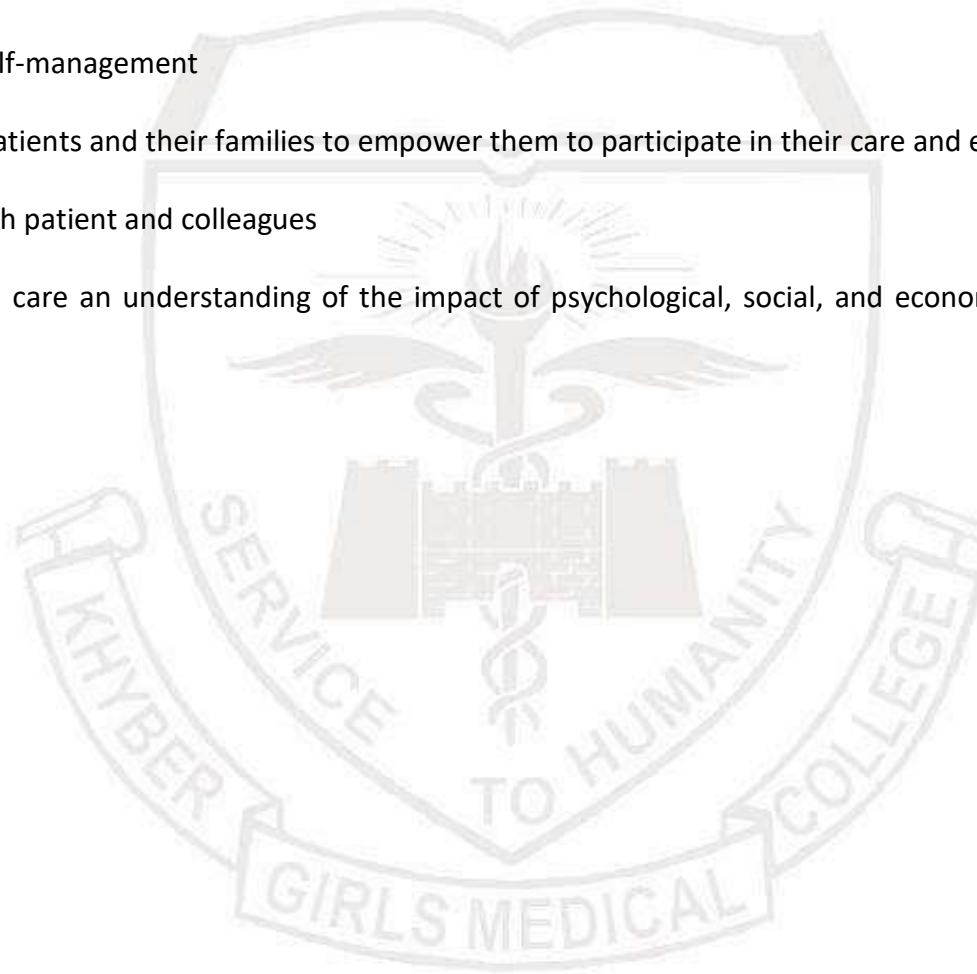 lf-management
atients and their families to empower them to participate in their care and e
h patient and colleagues
care an understanding of the impact of psychological, social, and econo
SERVICE TO HUMANITY
KHYBER GIRLS MEDICAL COLLEGE